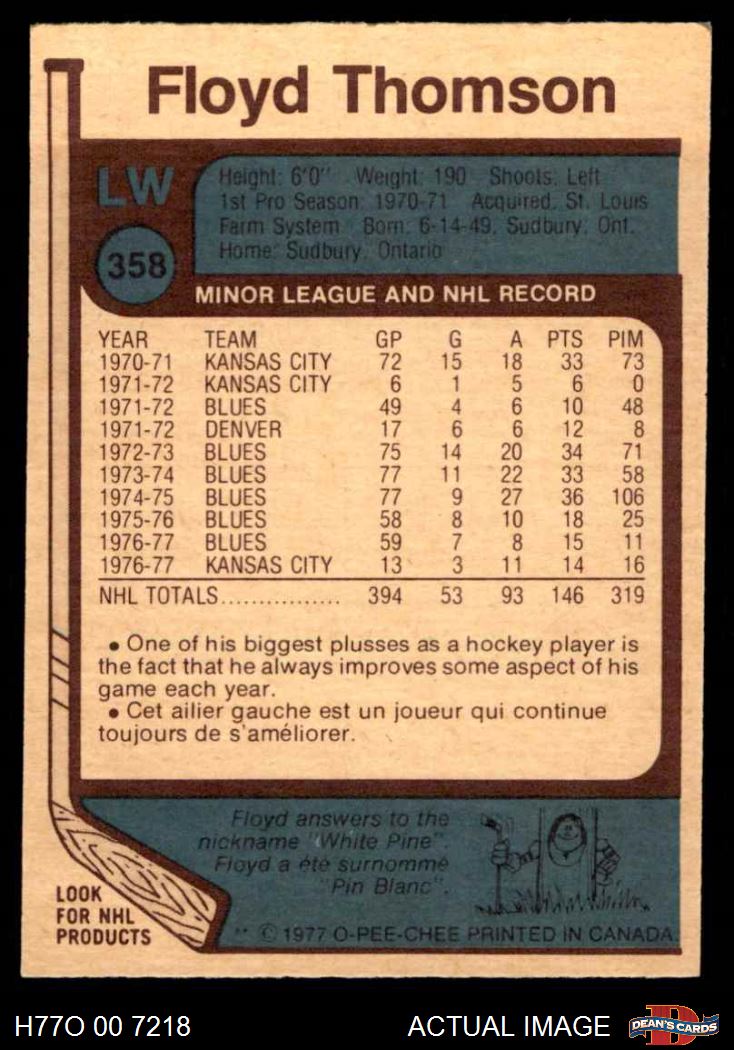 Floyd Thomson
LW
358
Height: 6'0" Weight: 190 Shoots: Left
1st Pro Season: 1970-71 Acquired, St. Louis
Farm System Born: 6-14-49, Sudbury, Ont.
Home: Sudbury, Ontario
MINOR LEAGUE AND NHL RECORD
YEAR TEAM GP G A PTS PIM
1970-71 KANSAS CITY 72 15 18 33 73
1971-72 KANSAS CITY 6 1 5 6 0
1971-72 BLUES 49 4 6 10 48
1971-72 DENVER 17 6 6 12 8
1972-73 BLUES 75 14 20 34 71
1973-74 BLUES 77 11 22 33 58
1974-75 BLUES 77 9 27 36 106
1975-76 BLUES 58 8 10 18 25
1976-77 BLUES 59 7 8 15 11
1976-77 KANSAS CITY 13 3 11 14 16
NHL TOTALS................ 394 53 93 146 319
• One of his biggest plusses as a hockey player is
the fact that he always improves some aspect of his
game each year.
• Cet ailier gauche est un joueur qui continue
toujours de s'améliorer.
Floyd answers to the
nickname "White Pine".
Floyd a été surnommé
"Pin Blanc".
LOOK
FOR NHL
PRODUCTS
** © 1977 O-PEE-CHEE PRINTED IN CANADA.
H77O 00 7218
ACTUAL IMAGE
D
DEAN'S CARDS